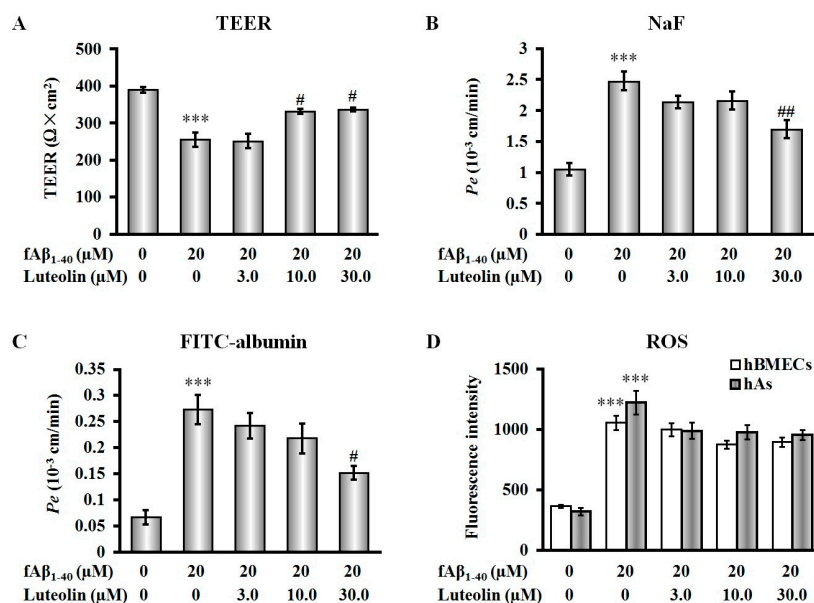 A
TEER
500
400
300
200
100
0
TEER (Ω×cm²)
***
#
#
fAβ₁₋₄₀ (μM) 0 20 20 20 20
Luteolin (μM) 0 0 3.0 10.0 30.0
B
NaF
3
2.5
2
1.5
1
0.5
0
Pe (10⁻³ cm/min)
***
##
fAβ₁₋₄₀ (μM) 0 20 20 20 20
Luteolin (μM) 0 0 3.0 10.0 30.0
C
FITC-albumin
0.35
0.3
0.25
0.2
0.15
0.1
0.05
0
Pe (10⁻³ cm/min)
***
#
fAβ₁₋₄₀ (μM) 0 20 20 20 20
Luteolin (μM) 0 0 3.0 10.0 30.0
D
ROS
1500
1000
500
0
Fluorescence intensity
hBMECs
hAs
***
***
fAβ₁₋₄₀ (μM) 0 20 20 20 20
Luteolin (μM) 0 0 3.0 10.0 30.0